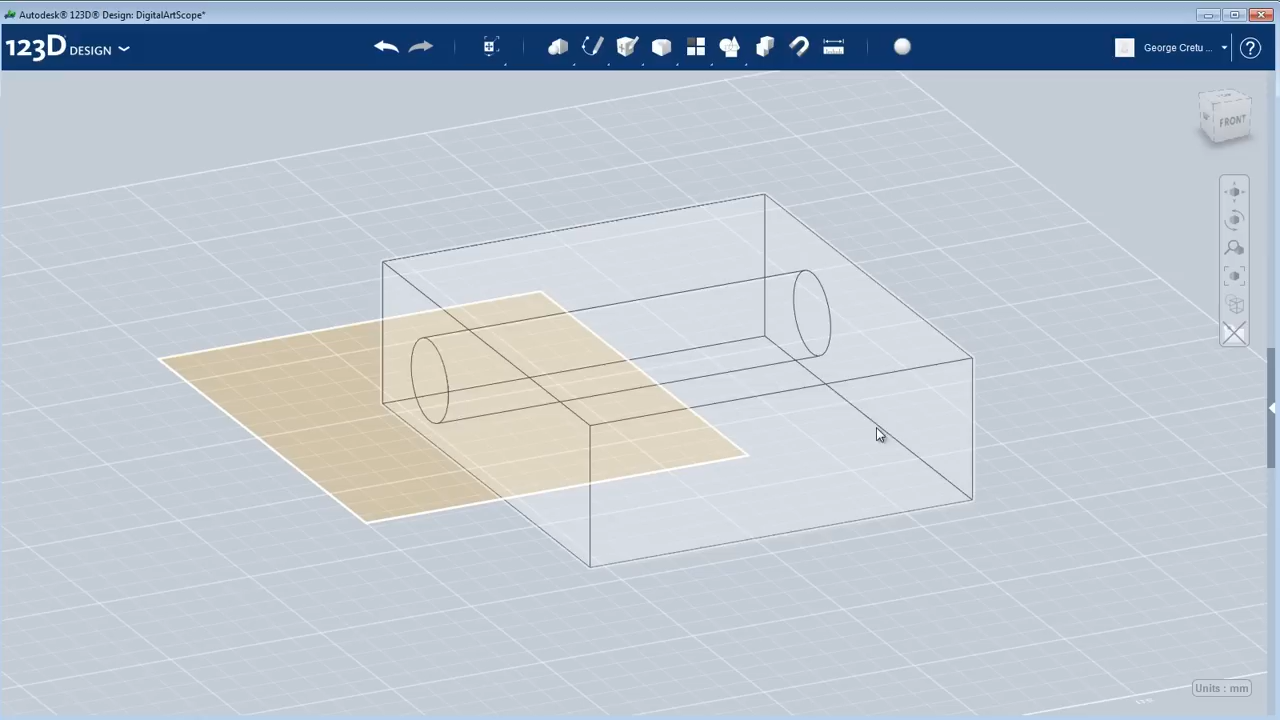 Autodesk® 123D® Design: DigitalArtScope*
123D DESIGN
George Cretu ...
?
FRONT
Units : mm